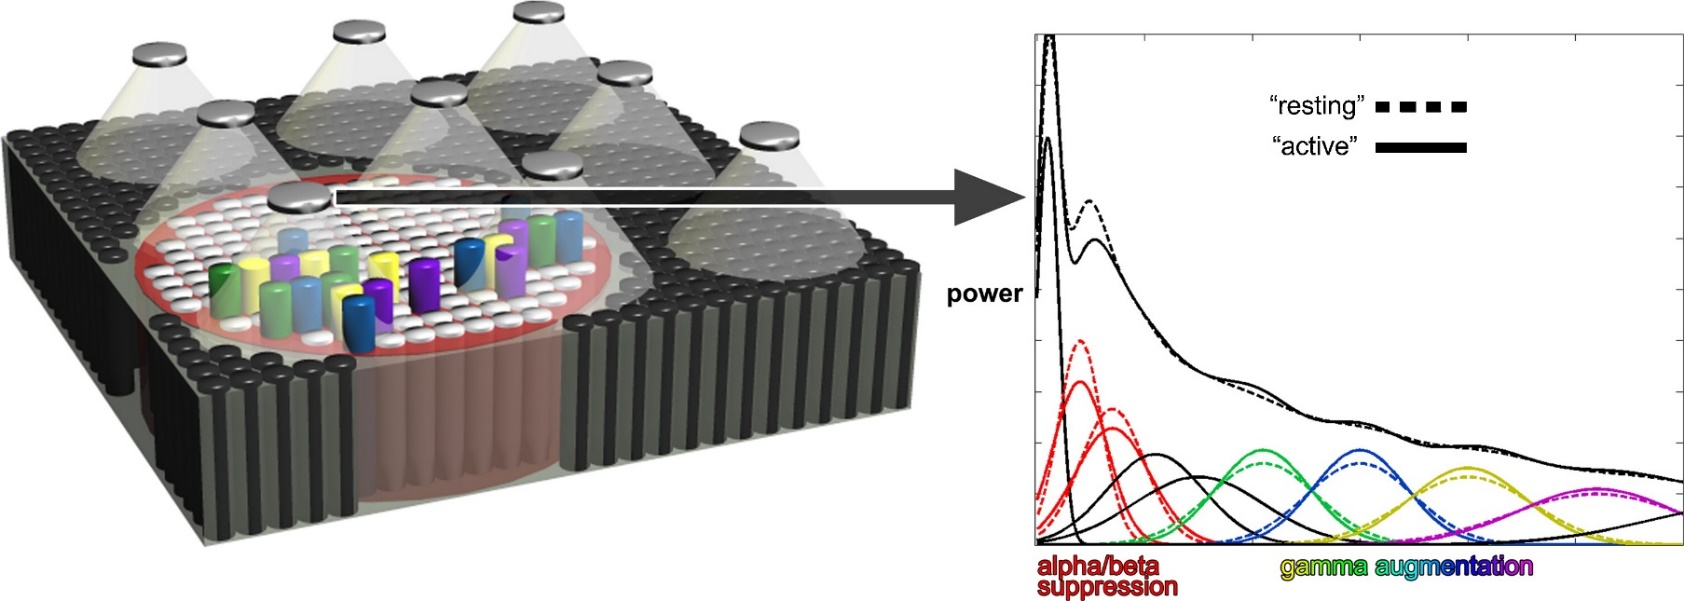 “resting”
“active”
power
alpha/beta
suppression
gamma augmentation